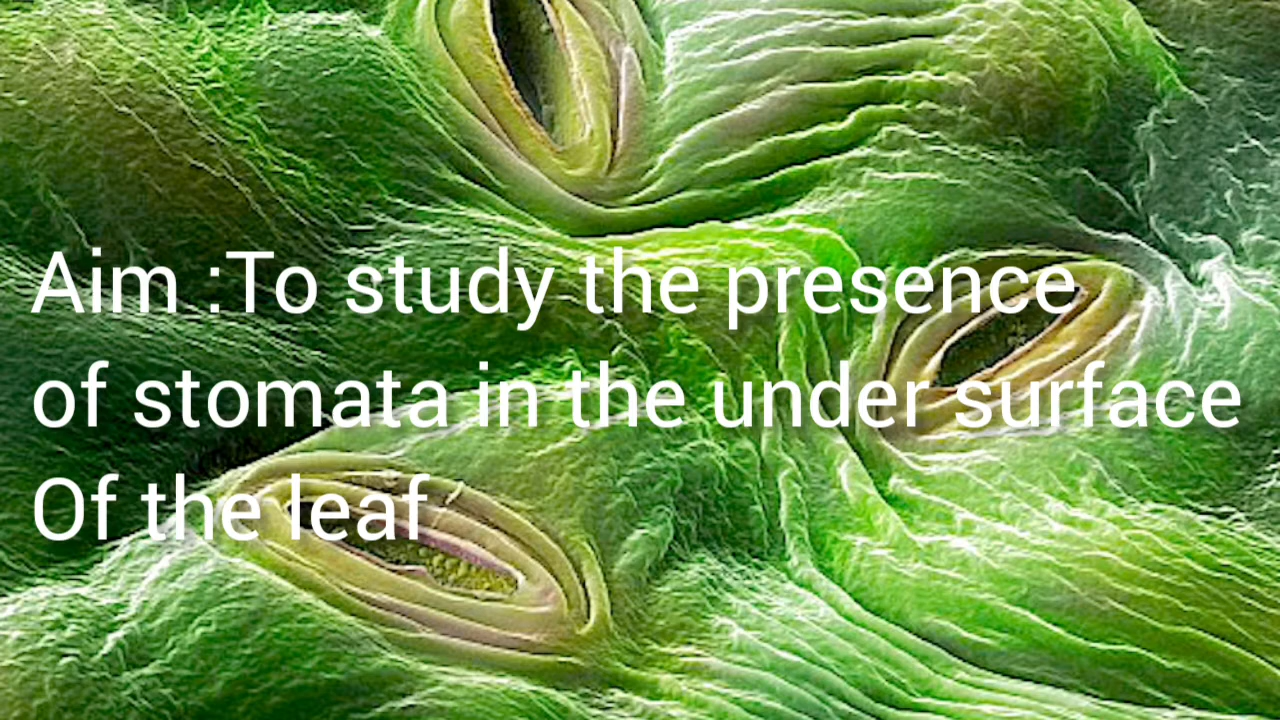 Aim :To study the presence
of stomata in the under surface
Of the leaf